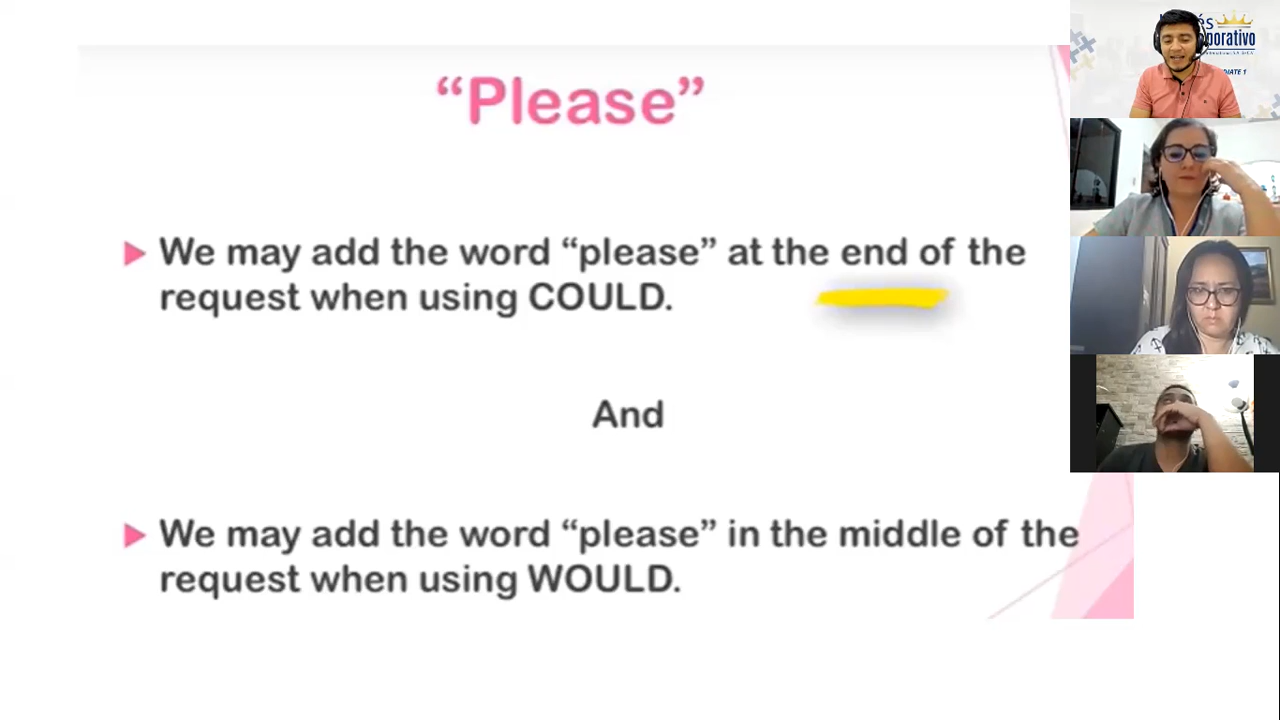 “Please”
We may add the word “please” at the end of the
request when using COULD.
And
We may add the word “please” in the middle of the
request when using WOULD.